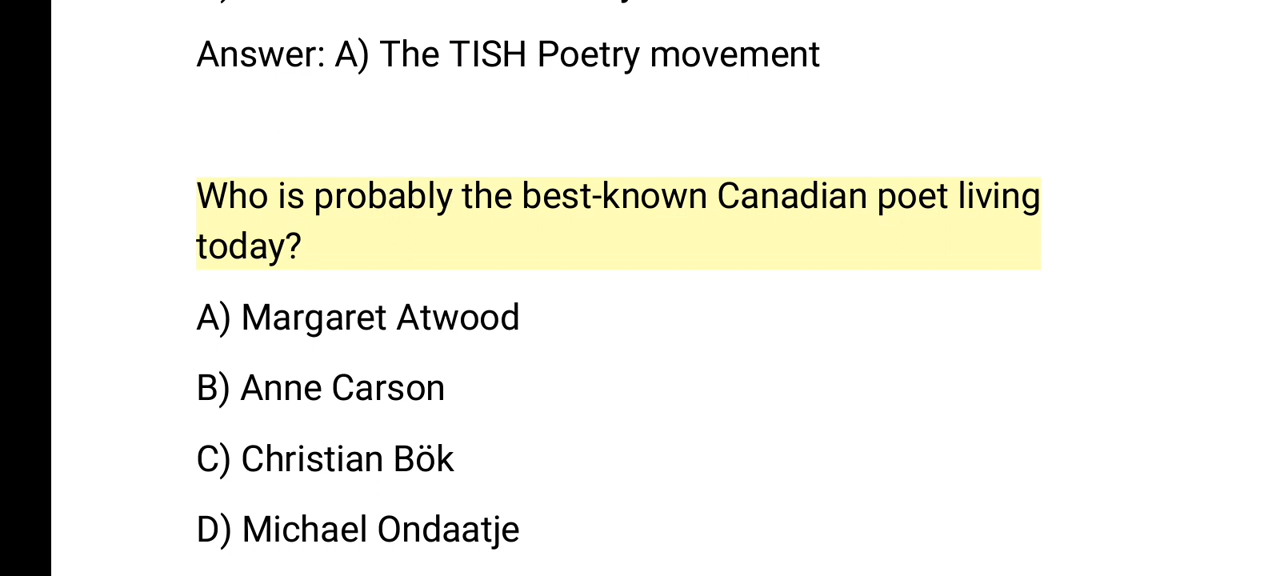 Answer: A) The TISH Poetry movement
Who is probably the best-known Canadian poet living
today?
A) Margaret Atwood
B) Anne Carson
C) Christian Bök
D) Michael Ondaatje